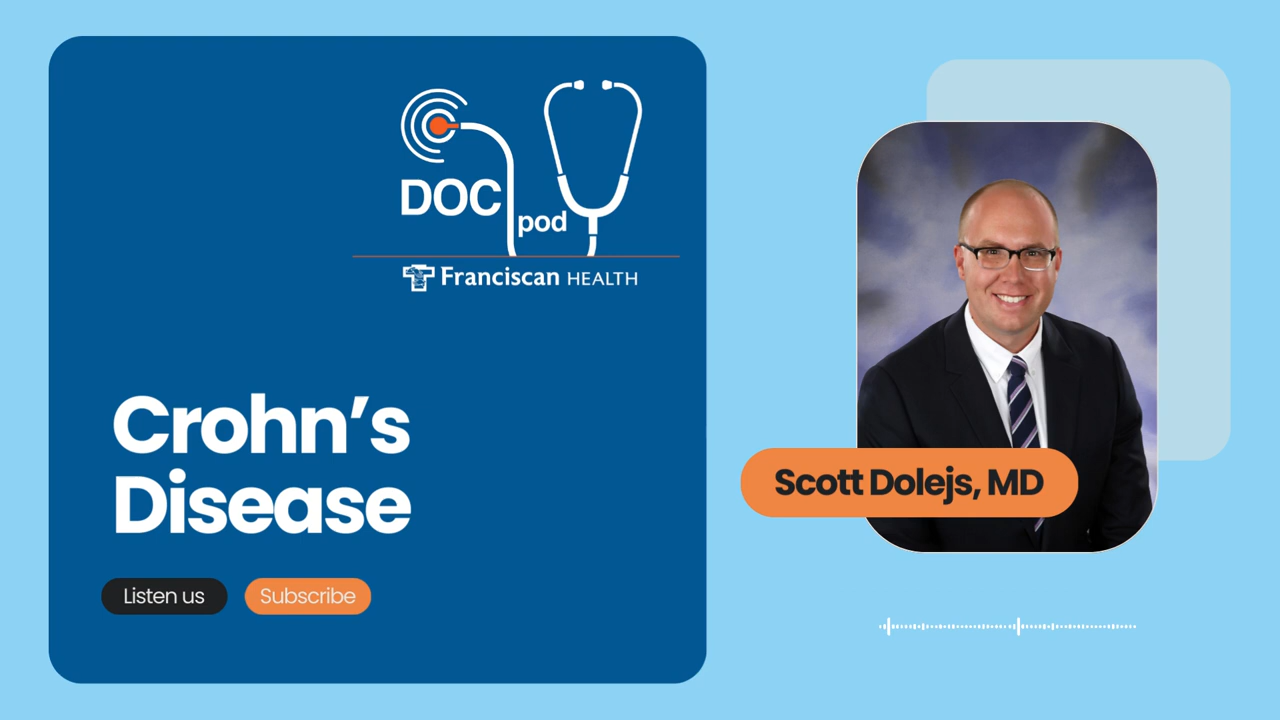 DOC
pod
Franciscan HEALTH
Crohn's
Disease
Listen us
Subscribe
Scott Dolejs, MD